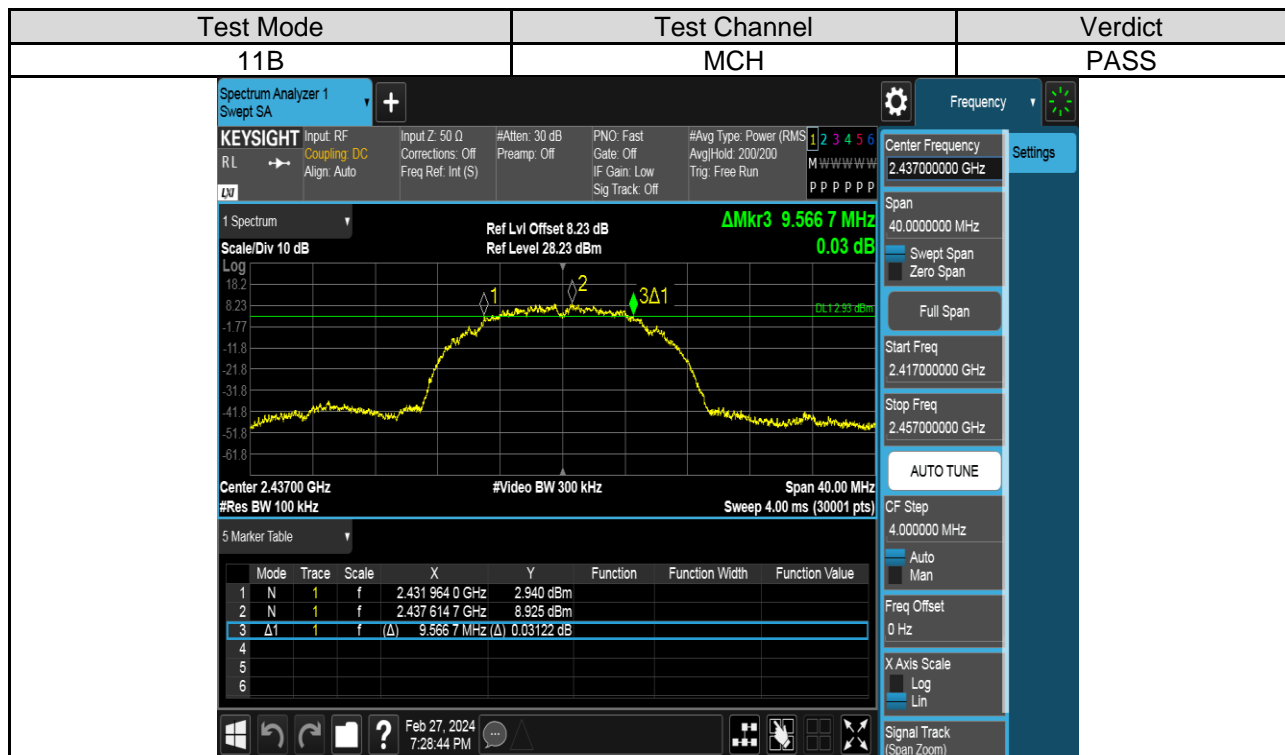 Test Mode Test Channel Verdict
11B MCH PASS
Spectrum Analyzer 1
Swept SA
+
Frequency
KEYSIGHT Input: RF Input Z: 50 Ω #Atten: 30 dB PNO: Fast #Avg Type: Power (RMS 1 2 3 4 5 6
RL Coupling: DC Corrections: Off Preamp: Off Gate: Off Avg|Hold: 200/200 M W W W W W
Align: Auto Freq Ref: Int (S) IF Gain: Low Trig: Free Run
LXI Sig Track: Off P P P P P P
1 Spectrum
Ref Lvl Offset 8.23 dB ΔMkr3 9.566 7 MHz
Scale/Div 10 dB Ref Level 28.23 dBm 0.03 dB
Log
18.2
8.23
-1.77
-11.8
-21.8
-31.8
-41.8
-51.8
-61.8
1
2
3Δ1
DL1 2.93 dBm
Center 2.43700 GHz #Video BW 300 kHz Span 40.00 MHz
#Res BW 100 kHz Sweep 4.00 ms (30001 pts)
5 Marker Table
Mode Trace Scale X Y Function Function Width Function Value
1 N 1 f 2.431 964 0 GHz 2.940 dBm
2 N 1 f 2.437 614 7 GHz 8.925 dBm
3 Δ1 1 f (Δ) 9.566 7 MHz (Δ) 0.03122 dB
4
5
6
?
Feb 27, 2024
7:28:44 PM
Center Frequency
2.437000000 GHz
Settings
Span
40.0000000 MHz
Swept Span
Zero Span
Full Span
Start Freq
2.417000000 GHz
Stop Freq
2.457000000 GHz
AUTO TUNE
CF Step
4.000000 MHz
Auto
Man
Freq Offset
0 Hz
X Axis Scale
Log
Lin
Signal Track
(Span Zoom)